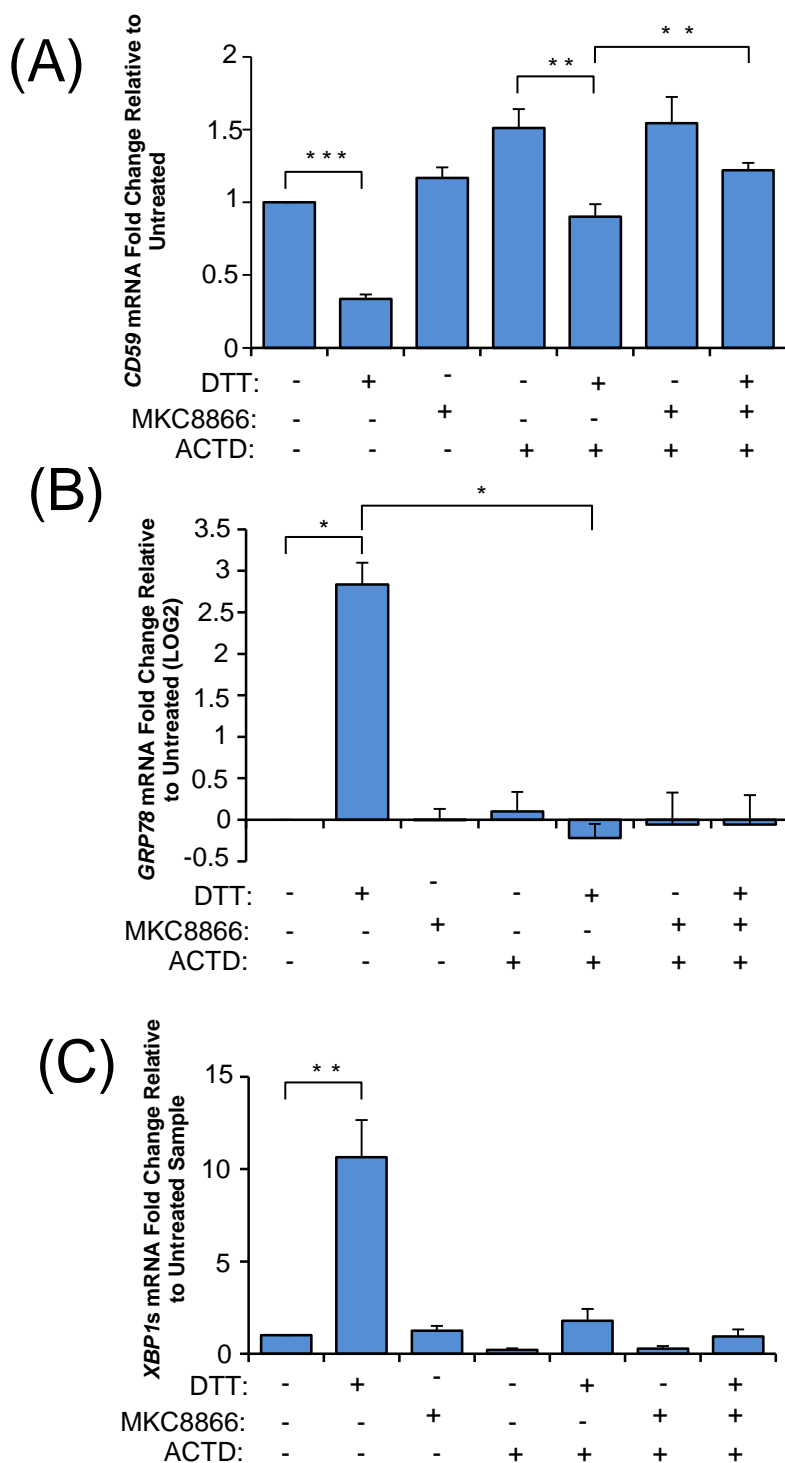 (A)
CD59 mRNA Fold Change Relative to
Untreated
2
1.5
1
0.5
0
* * *
* *
* *
DTT: - + - - + - +
MKC8866: - - + - - + +
ACTD: - - - + + + +
(B)
GRP78 mRNA Fold Change Relative
to Untreated (LOG2)
3.5
3
2.5
2
1.5
1
0.5
0
-0.5
*
*
DTT: - + - - + - +
MKC8866: - - + - - + +
ACTD: - - - + + + +
(C)
XBP1s mRNA Fold Change Relative
to Untreated Sample
15
10
5
0
* *
DTT: - + - - + - +
MKC8866: - - + - - + +
ACTD: - - - + + + +